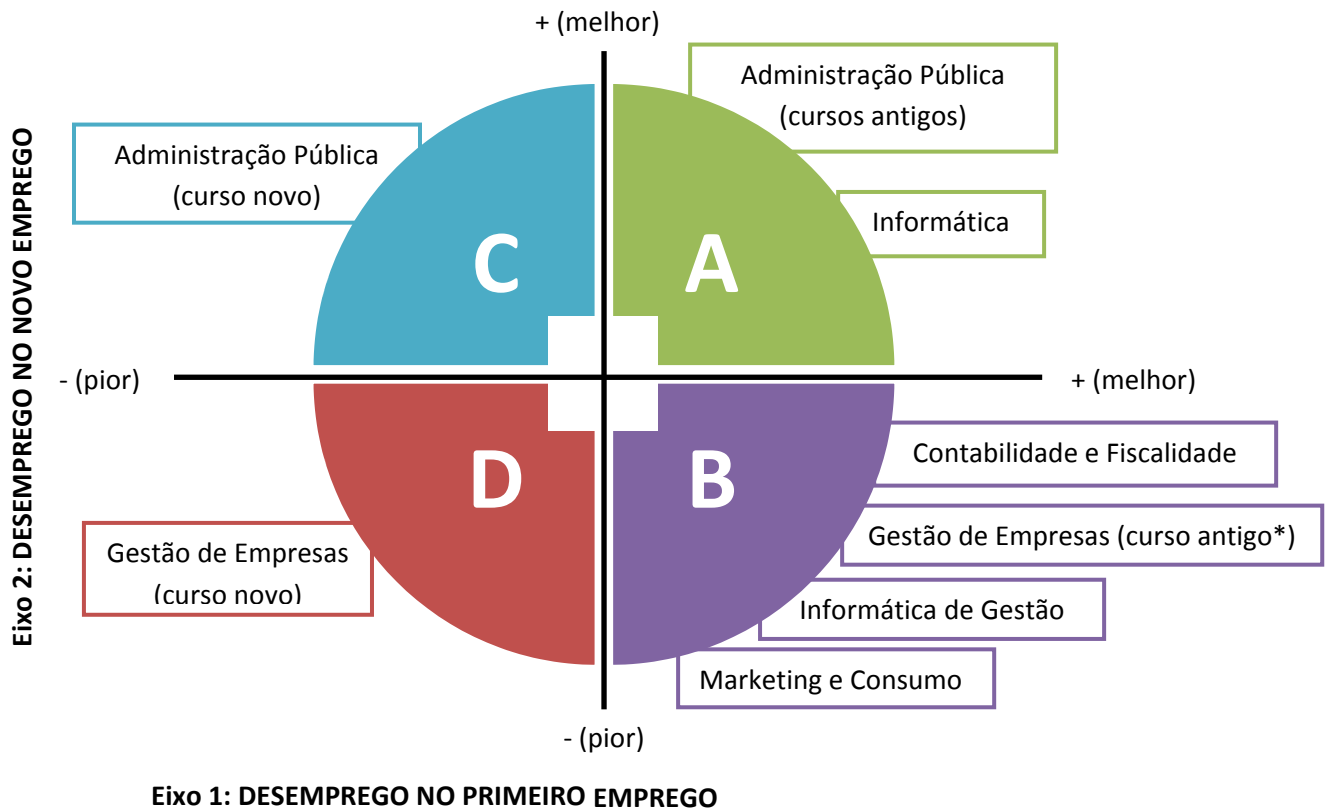 + (melhor)
Administração Pública
(cursos antigos)
Administração Pública
(curso novo)
Informática
C
A
- (pior)
+ (melhor)
Eixo 2: DESEMPREGO NO NOVO EMPREGO
D
B
Contabilidade e Fiscalidade
Gestão de Empresas (curso antigo*)
Gestão de Empresas
(curso novo)
Informática de Gestão
Marketing e Consumo
- (pior)
Eixo 1: DESEMPREGO NO PRIMEIRO EMPREGO